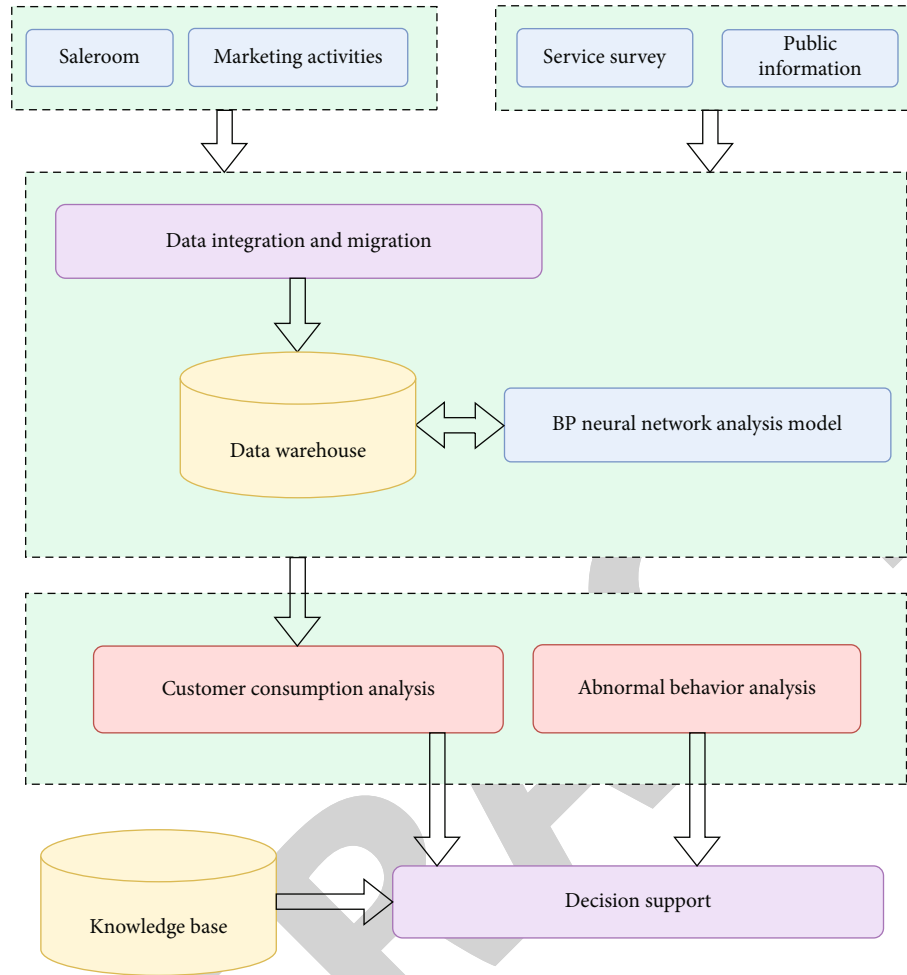 Saleroom
Marketing activities
Service survey
Public
information
Data integration and migration
Data warehouse
BP neural network analysis model
Customer consumption analysis
Abnormal behavior analysis
Knowledge base
Decision support